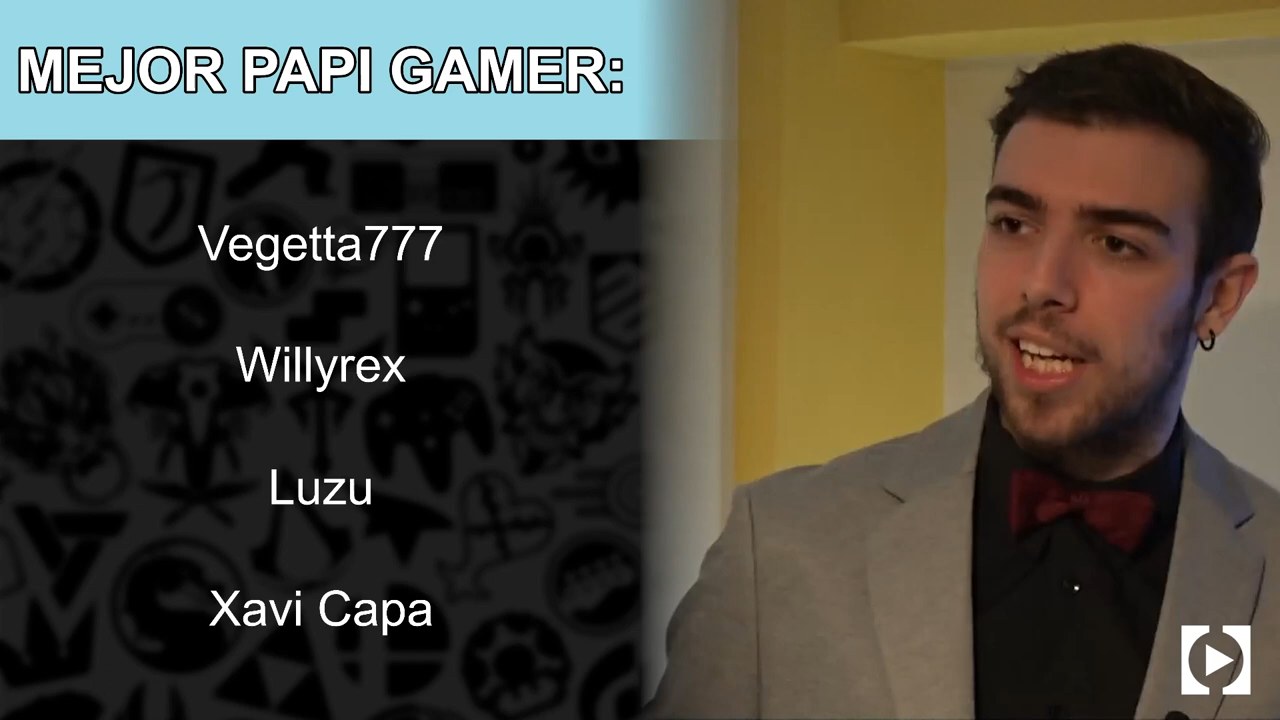 MEJOR PAPI GAMER:
Vegetta777
Willyrex
Luzu
Xavi Capa